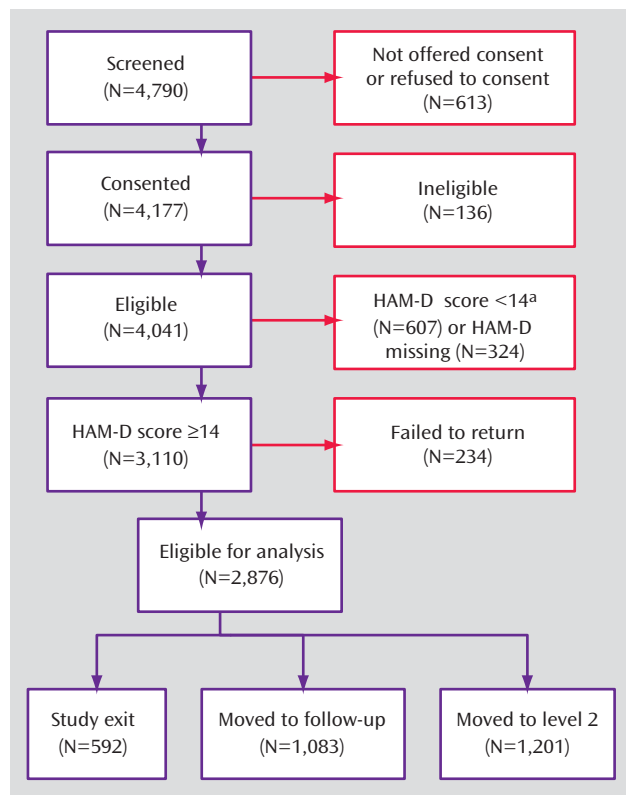 Screened
(N=4,790)
Not offered consent
or refused to consent
(N=613)
Consented
(N=4,177)
Ineligible
(N=136)
Eligible
(N=4,041)
HAM-D score <14ª
(N=607) or HAM-D
missing (N=324)
HAM-D score ≥14
(N=3,110)
Failed to return
(N=234)
Eligible for analysis
(N=2,876)
Study exit
(N=592)
Moved to follow-up
(N=1,083)
Moved to level 2
(N=1,201)